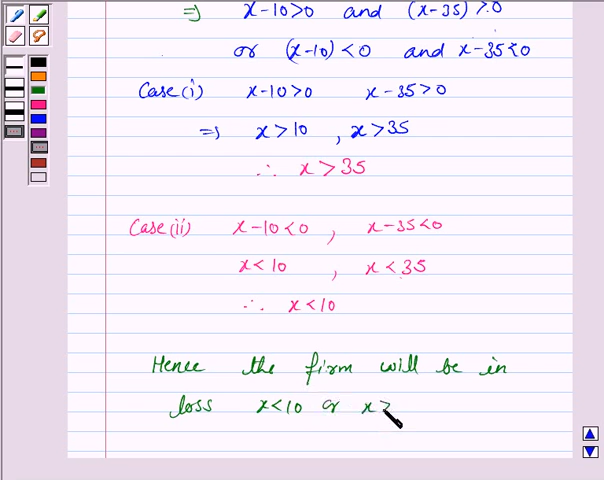 ⇒ x-10>0 and (x-35)>0
or (x-10)<0 and x-35<0
Case(i) x-10>0 x-35>0
⇒ x>10 , x>35
∴ x>35
Case(ii) x-10<0 , x-35<0
x<10 , x<35
∴ x<10
Hence the firm will be in
loss x<10 or x>